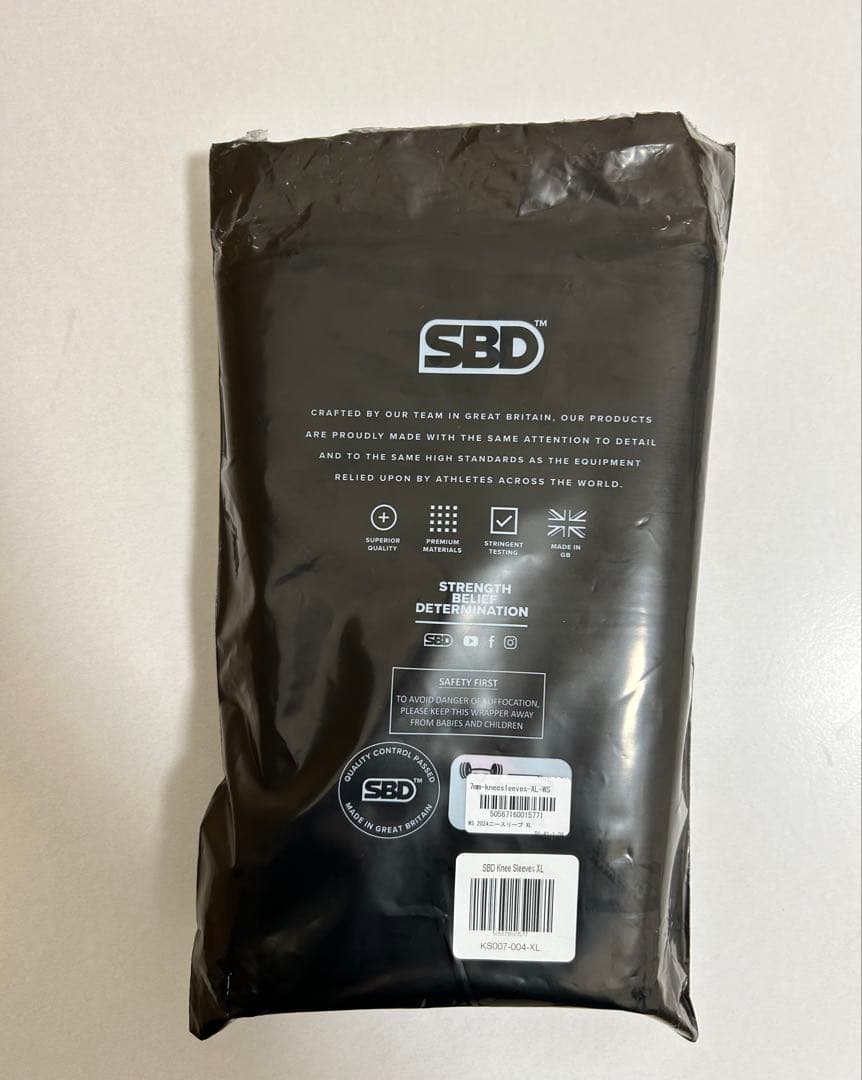 SBD™
CRAFTED BY OUR TEAM IN GREAT BRITAIN, OUR PRODUCTS
ARE PROUDLY MADE WITH THE SAME ATTENTION TO DETAIL
AND TO THE SAME HIGH STANDARDS AS THE EQUIPMENT
RELIED UPON BY ATHLETES ACROSS THE WORLD.
SUPERIOR
QUALITY
PREMIUM
MATERIALS
STRINGENT
TESTING
MADE IN
GB
STRENGTH
BELIEF
DETERMINATION
SBD
SAFETY FIRST
TO AVOID DANGER OF SUFFOCATION,
PLEASE KEEP THIS WRAPPER AWAY
FROM BABIES AND CHILDREN
QUALITY CONTROL PASSED
SBD™
MADE IN GREAT BRITAIN
7mm-kneesleeves-XL-WS
5056716001577
WS 2024ニースリーブ XL
SBD Knee Sleeves XL
KS007-004-XL